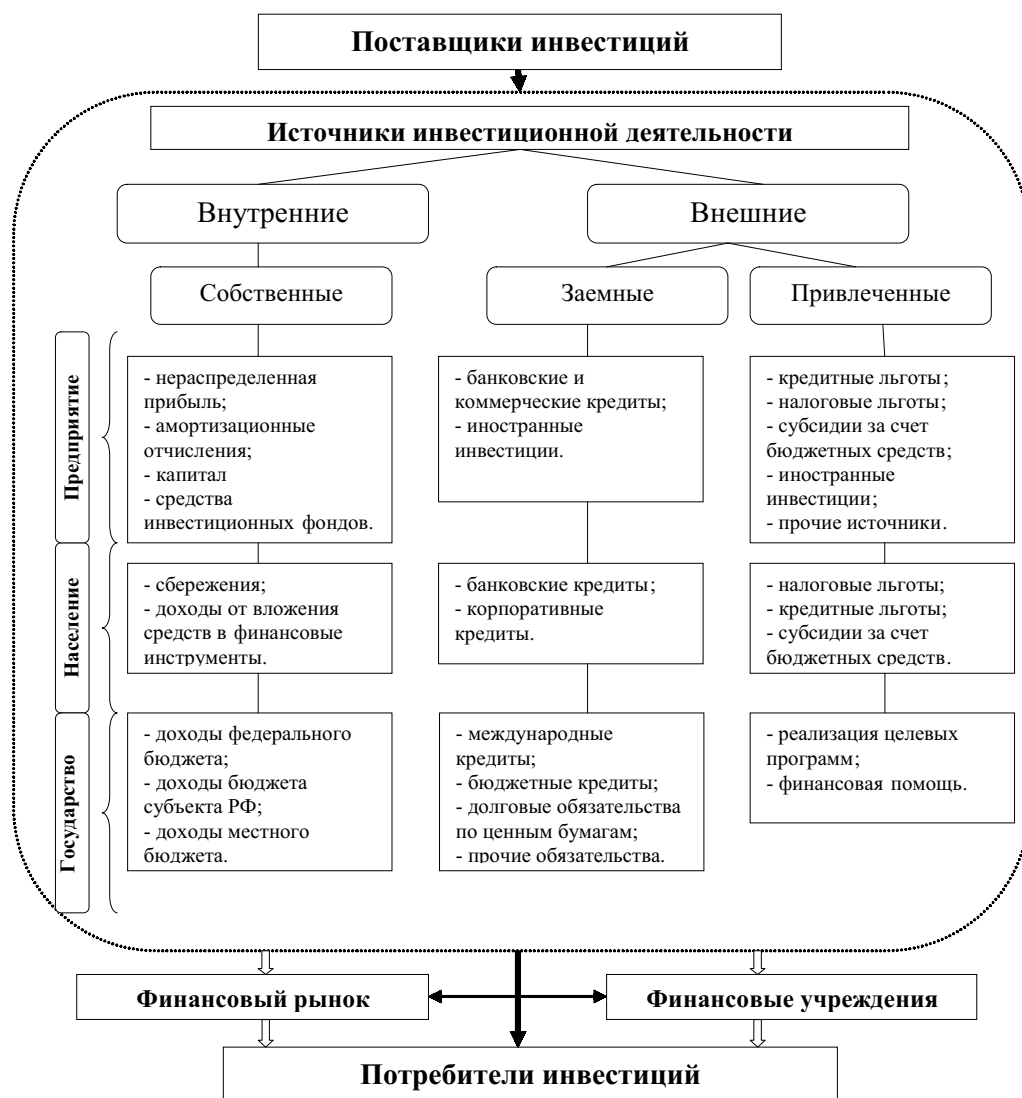 Поставщики инвестиций
Источники инвестиционной деятельности
Внутренние
Внешние
Собственные
Заемные
Привлеченные
Предприятие
- нераспределенная
прибыль;
- амортизационные
отчисления;
- капитал
- средства
инвестиционных фондов.
- банковские и
коммерческие кредиты;
- иностранные
инвестиции.
- кредитные льготы;
- налоговые льготы;
- субсидии за счет
бюджетных средств;
- иностранные
инвестиции;
- прочие источники.
Население
- сбережения;
- доходы от вложения
средств в финансовые
инструменты.
- банковские кредиты;
- корпоративные
кредиты.
- налоговые льготы;
- кредитные льготы;
- субсидии за счет
бюджетных средств.
Государство
- доходы федерального
бюджета;
- доходы бюджета
субъекта РФ;
- доходы местного
бюджета.
- международные
кредиты;
- бюджетные кредиты;
- долговые обязательства
по ценным бумагам;
- прочие обязательства.
- реализация целевых
программ;
- финансовая помощь.
Финансовый рынок
Финансовые учреждения
Потребители инвестиций